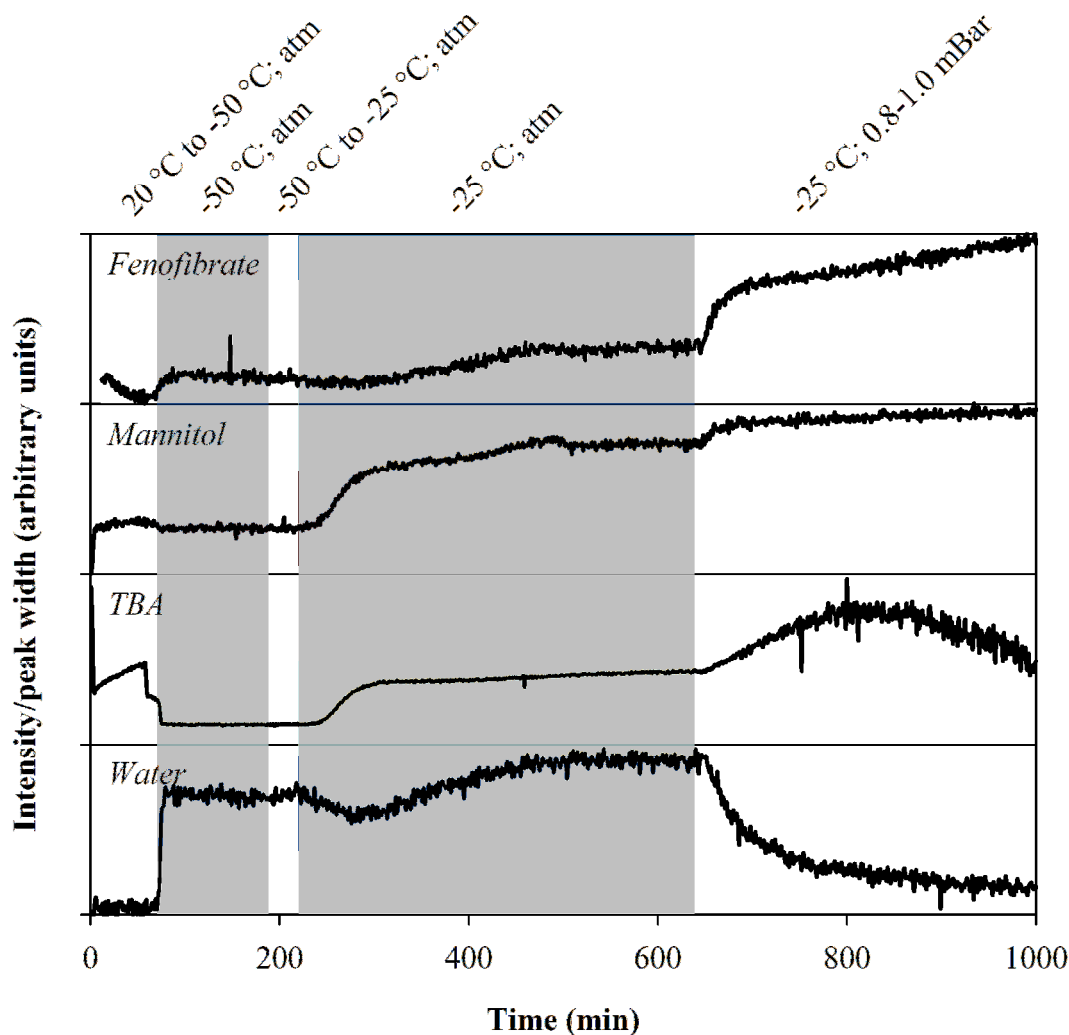 20 °C to -50 °C; atm
-50 °C; atm
-50 °C to -25 °C; atm
-25 °C; atm
-25 °C; 0.8-1.0 mBar
Intensity/peak width (arbitrary units)
Fenofibrate
Mannitol
TBA
Water
0
200
400
600
800
1000
Time (min)